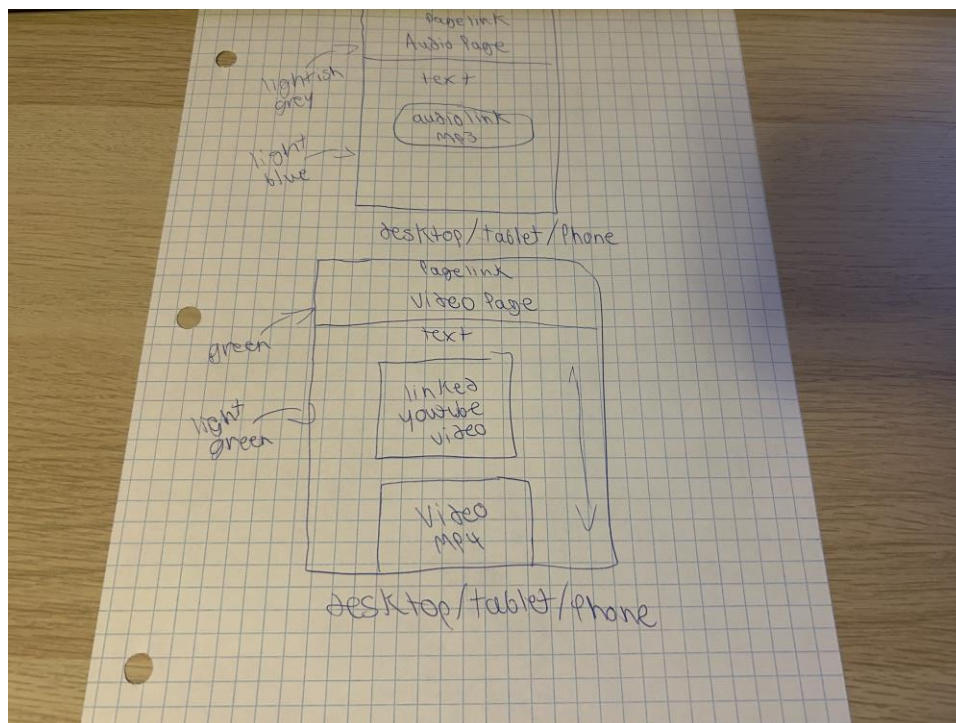 Pagelink
Audio Page
lightish
grey
text
audiolink
mp3
light
blue
desktop/tablet/Phone
Pagelink
Video Page
green
text
linked
youtube
video
light
green
Video
MP4
desktop/tablet/phone